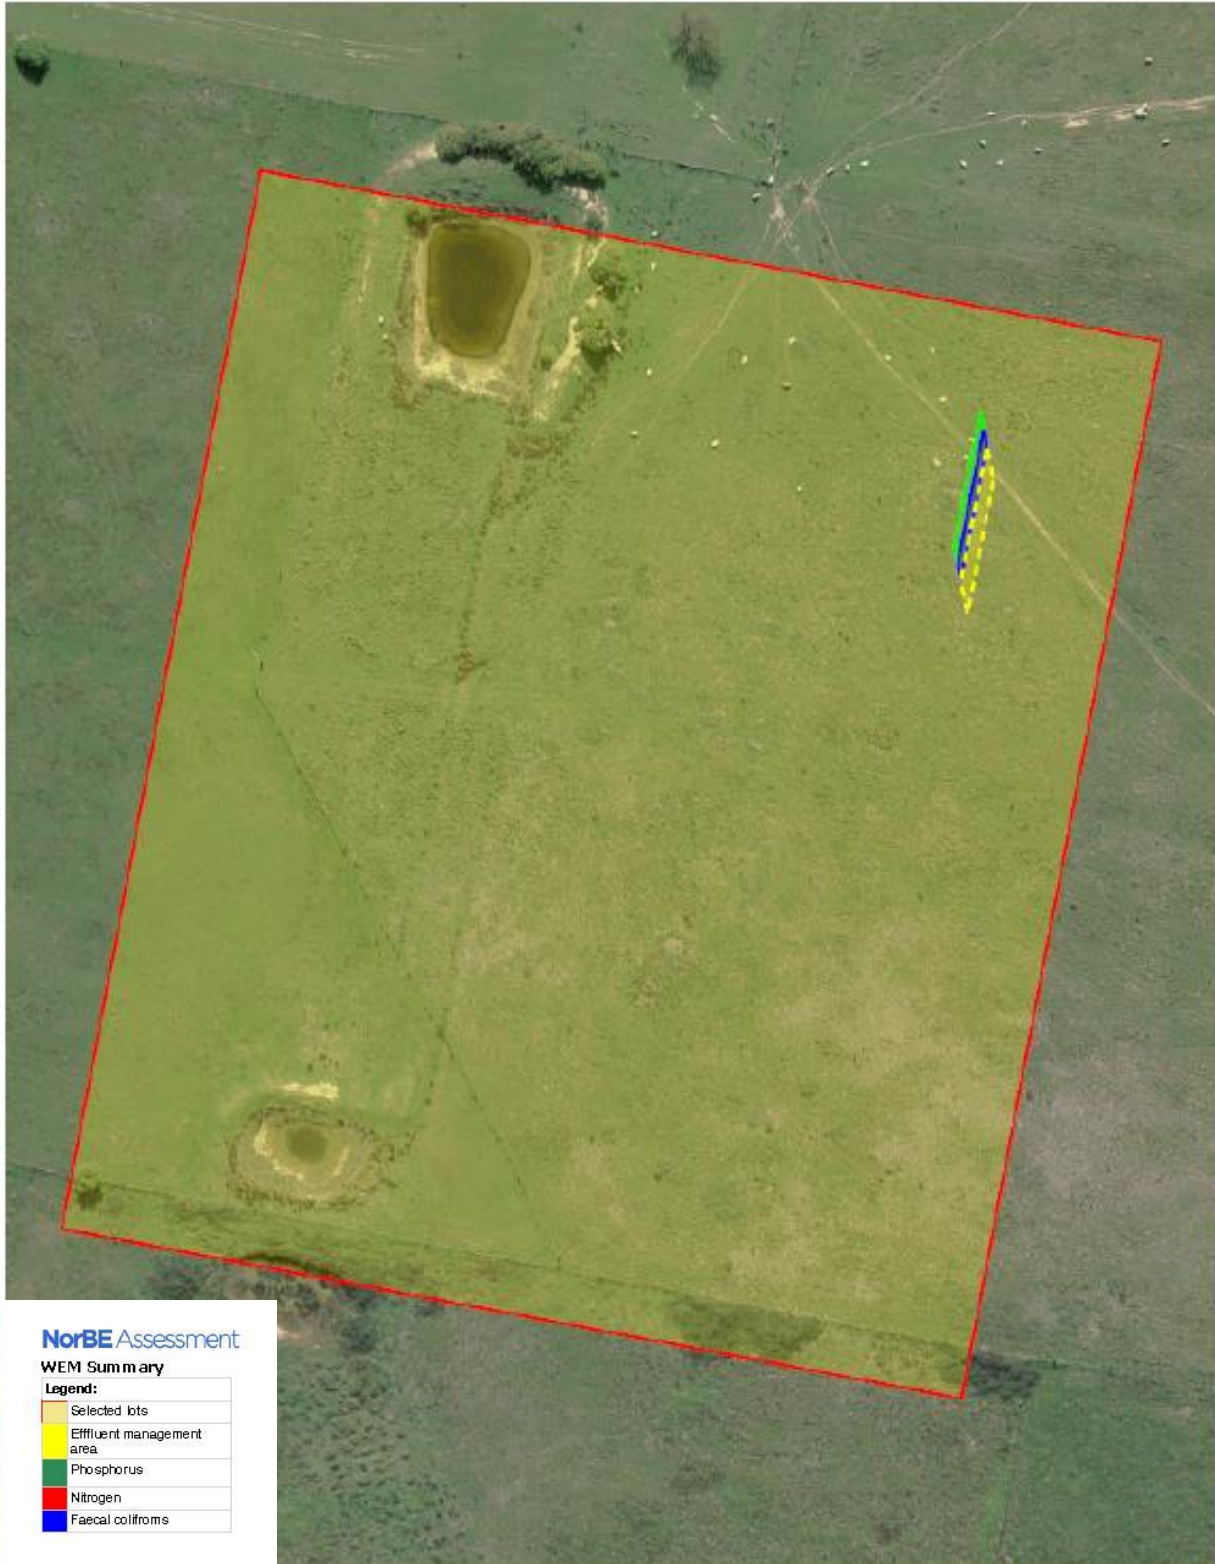 NorBE Assessment
WEM Summary
Legend:
Selected lots
Efffluent management
area
Phosphorus
Nitrogen
Faecal colifroms